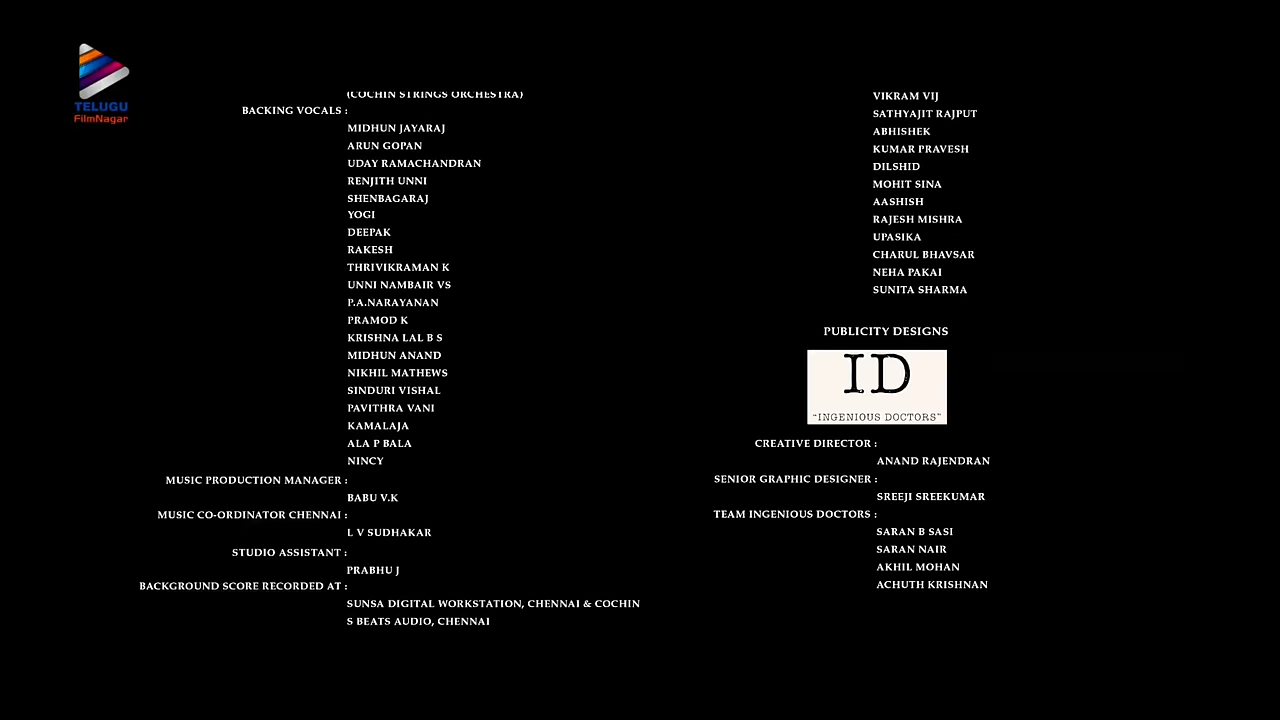 TELUGU
FilmNagar
(COCHIN STRINGS ORCHESTRA)
BACKING VOCALS :
MIDHUN JAYARAJ
ARUN GOPAN
UDAY RAMACHANDRAN
RENJITH UNNI
SHENBAGARAJ
YOGI
DEEPAK
RAKESH
THRIVIKRAMAN K
UNNI NAMBAIR VS
P.A.NARAYANAN
PRAMOD K
KRISHNA LAL B S
MIDHUN ANAND
NIKHIL MATHEWS
SINDURI VISHAL
PAVITHRA VANI
KAMALAJA
ALA P BALA
NINCY
MUSIC PRODUCTION MANAGER :
BABU V.K
MUSIC CO-ORDINATOR CHENNAI :
L V SUDHAKAR
STUDIO ASSISTANT :
PRABHU J
BACKGROUND SCORE RECORDED AT :
SUNSA DIGITAL WORKSTATION, CHENNAI & COCHIN
S BEATS AUDIO, CHENNAI
VIKRAM VIJ
SATHYAJIT RAJPUT
ABHISHEK
KUMAR PRAVESH
DILSHID
MOHIT SINA
AASHISH
RAJESH MISHRA
UPASIKA
CHARUL BHAVSAR
NEHA PAKAI
SUNITA SHARMA
PUBLICITY DESIGNS
ID
"INGENIOUS DOCTORS"
CREATIVE DIRECTOR :
ANAND RAJENDRAN
SENIOR GRAPHIC DESIGNER :
SREEJI SREEKUMAR
TEAM INGENIOUS DOCTORS :
SARAN B SASI
SARAN NAIR
AKHIL MOHAN
ACHUTH KRISHNAN